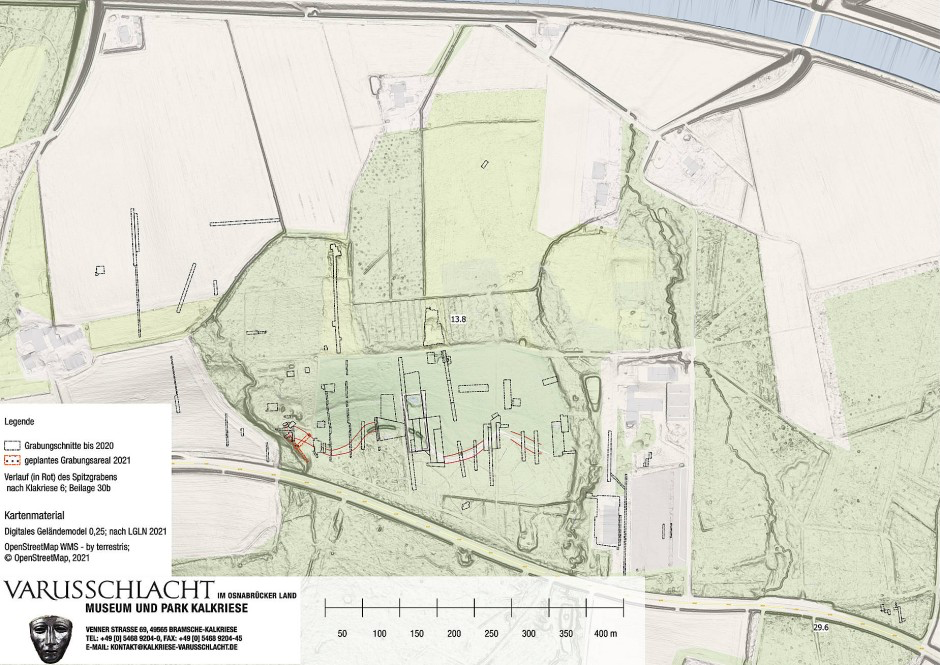 13.8
Legende
Grabungschnitte bis 2020
geplantes Grabungsareal 2021
Verlauf (in Rot) des Spitzgrabens
nach Klakriese 6; Beilage 30b
Kartenmaterial
Digitales Geländemodel 0,25; nach LGLN 2021
OpenStreetMap WMS - by terrestris;
© OpenStreetMap, 2021
VARUSSCHLACHT IM OSNABRÜCKER LAND
MUSEUM UND PARK KALKRIESE
VENNER STRASSE 69, 49565 BRAMSCHE-KALKRIESE
TEL: +49 [0] 5468 9204-0, FAX: +49 [0] 5468 9204-45
E-MAIL: KONTAKT@KALKRIESE-VARUSSCHLACHT.DE
50 100 150 200 250 300 350 400 m
29.6